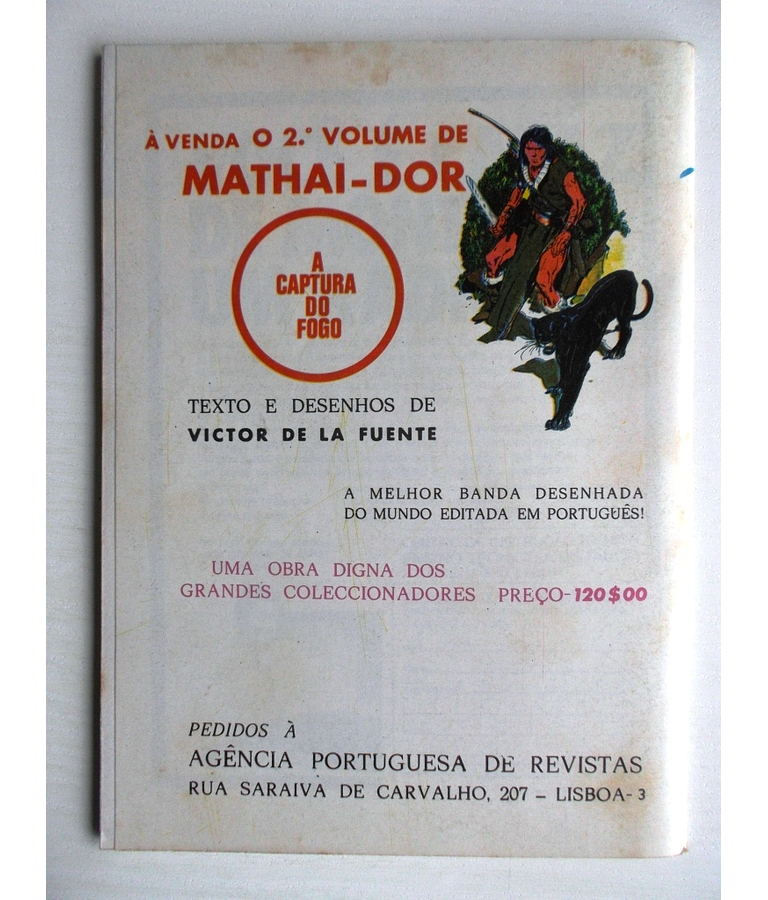 À VENDA O 2.º VOLUME DE
MATHAI-DOR
A
CAPTURA
DO
FOGO
TEXTO E DESENHOS DE
VICTOR DE LA FUENTE
A MELHOR BANDA DESENHADA
DO MUNDO EDITADA EM PORTUGUÊS!
UMA OBRA DIGNA DOS
GRANDES COLECCIONADORES PREÇO-120$00
PEDIDOS À
AGÊNCIA PORTUGUESA DE REVISTAS
RUA SARAIVA DE CARVALHO, 207 – LISBOA-3